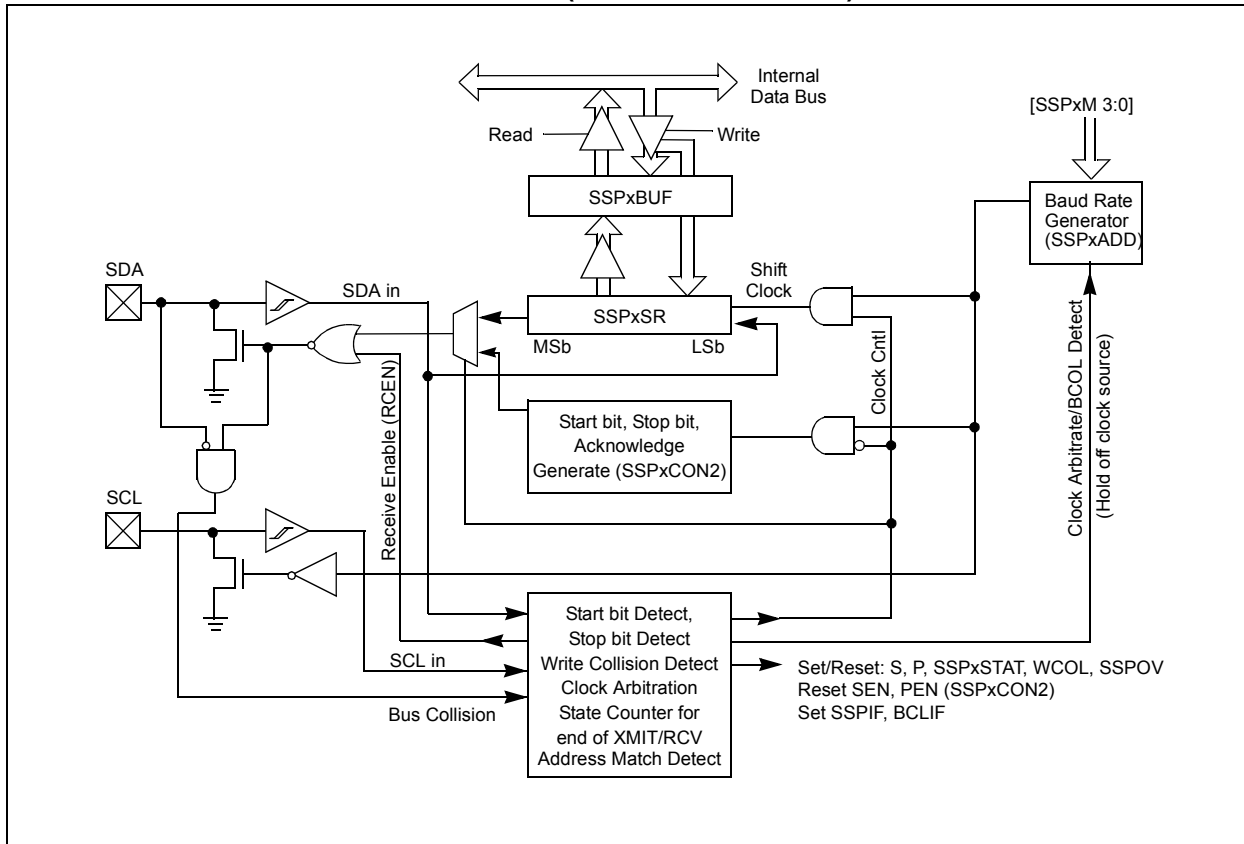 Internal
Data Bus
[SSPxM 3:0]
Read
Write
SSPxBUF
Baud Rate
Generator
(SSPxADD)
SDA
SDA in
Shift
Clock
SSPxSR
MSb
LSb
Receive Enable (RCEN)
Clock Cntl
Clock Arbitrate/BCOL Detect
(Hold off clock source)
Start bit, Stop bit,
Acknowledge
Generate (SSPxCON2)
SCL
SCL in
Bus Collision
Start bit Detect,
Stop bit Detect
Write Collision Detect
Clock Arbitration
State Counter for
end of XMIT/RCV
Address Match Detect
Set/Reset: S, P, SSPxSTAT, WCOL, SSPOV
Reset SEN, PEN (SSPxCON2)
Set SSPIF, BCLIF